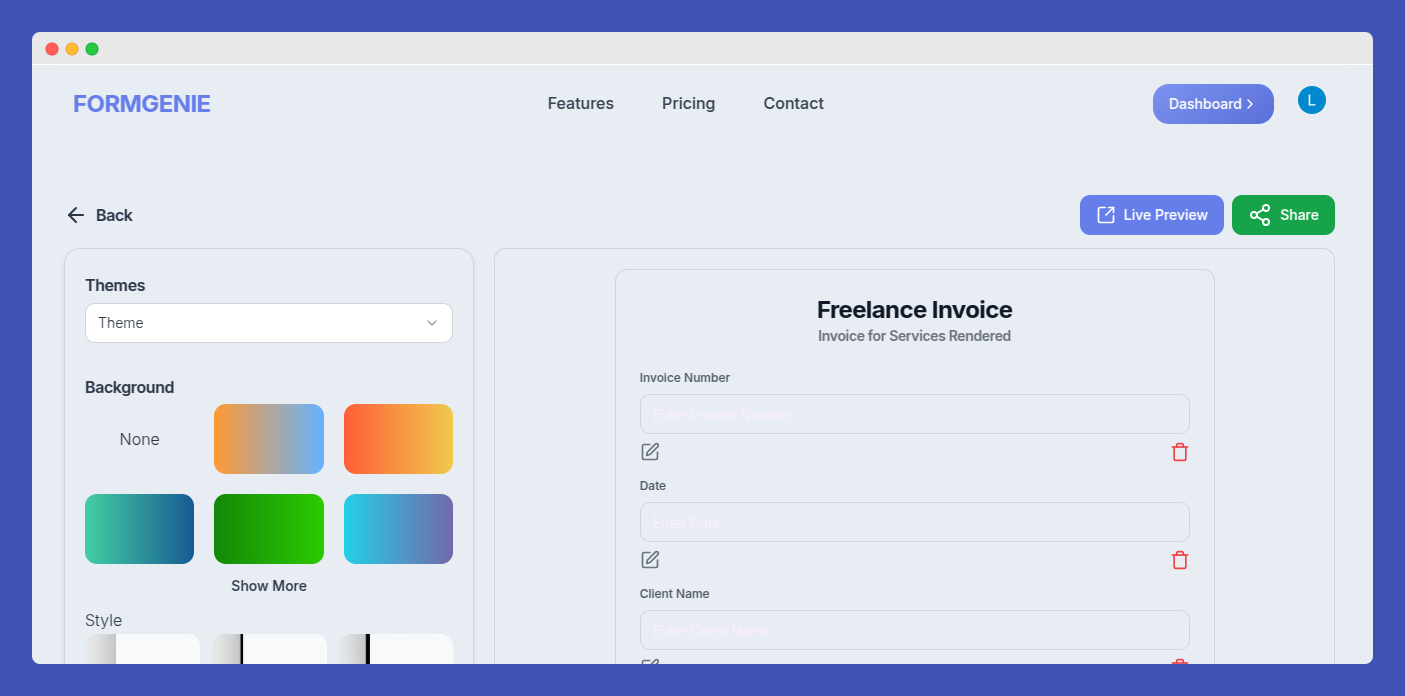 FORMGENIE
Features
Pricing
Contact
Dashboard
L
Back
Live Preview
Share
Themes
Theme
Background
None
Show More
Style
Freelance Invoice
Invoice for Services Rendered
Invoice Number
Enter Invoice Number
Date
Enter Date
Client Name
Enter Client Name